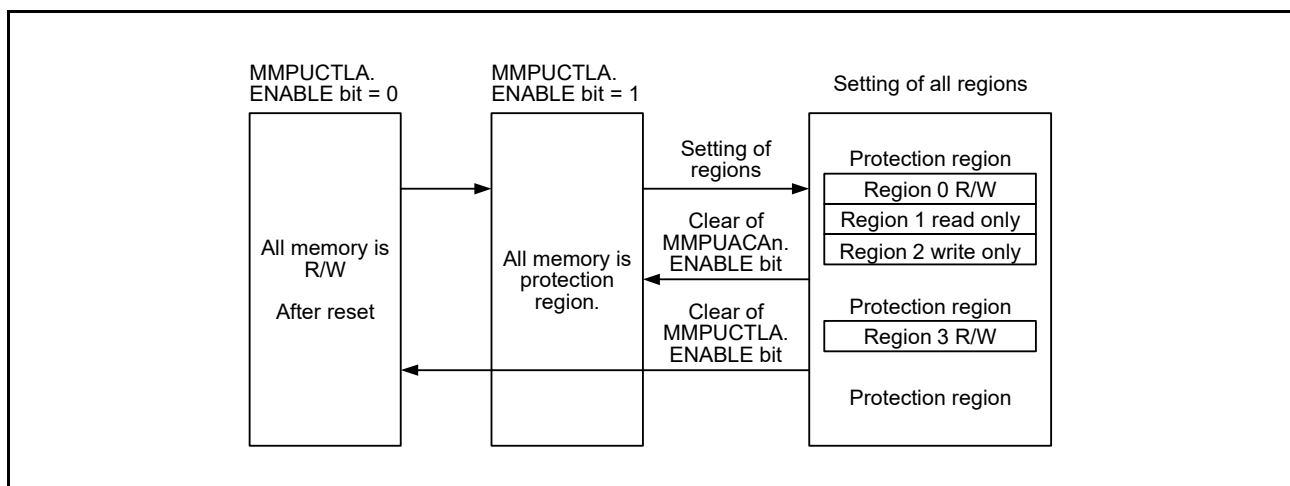 MMPUCTLA.
ENABLE bit = 0
MMPUCTLA.
ENABLE bit = 1
Setting of all regions
All memory is
R/W
After reset
All memory is
protection
region.
Setting of
regions
Clear of
MMPUACAn.
ENABLE bit
Clear of
MMPUCTLA.
ENABLE bit
Protection region
Region 0 R/W
Region 1 read only
Region 2 write only
Protection region
Region 3 R/W
Protection region